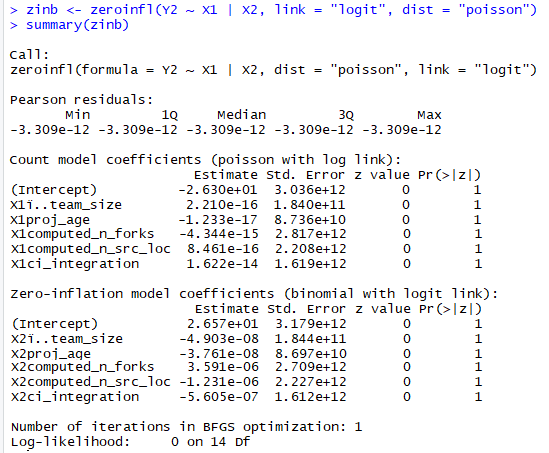 > zinb <- zeroinfl(Y2 ~ X1 | X2, link = "logit", dist = "poisson")
> summary(zinb)
Call:
zeroinfl(formula = Y2 ~ X1 | X2, dist = "poisson", link = "logit")
Pearson residuals:
Min 1Q Median 3Q Max
-3.309e-12 -3.309e-12 -3.309e-12 -3.309e-12 -3.309e-12
Count model coefficients (poisson with log link):
Estimate Std. Error z value Pr(>|z|)
(Intercept) -2.630e+01 3.036e+12 0 1
X1ï..team_size 2.210e-16 1.840e+11 0 1
X1proj_age -1.233e-17 8.736e+10 0 1
X1computed_n_forks -4.344e-15 2.817e+12 0 1
X1computed_n_src_loc 8.461e-16 2.208e+12 0 1
X1ci_integration 1.622e-14 1.619e+12 0 1
Zero-inflation model coefficients (binomial with logit link):
Estimate Std. Error z value Pr(>|z|)
(Intercept) 2.657e+01 3.179e+12 0 1
X2ï..team_size -4.903e-08 1.844e+11 0 1
X2proj_age -3.761e-08 8.697e+10 0 1
X2computed_n_forks 3.591e-06 2.709e+12 0 1
X2computed_n_src_loc -1.231e-06 2.227e+12 0 1
X2ci_integration -5.605e-07 1.612e+12 0 1
Number of iterations in BFGS optimization: 1
Log-likelihood: 0 on 14 Df